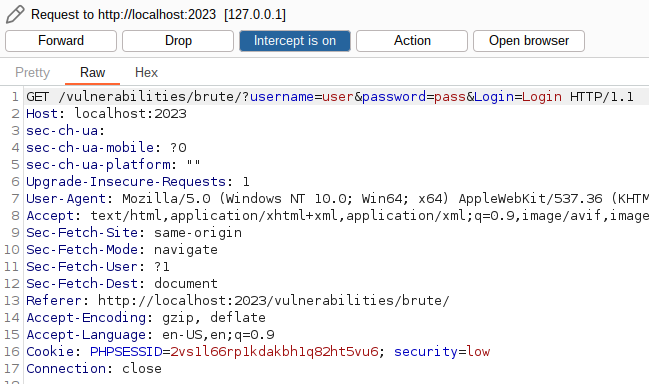 Request to http://localhost:2023 [127.0.0.1]
Forward Drop Intercept is on Action Open browser
Pretty Raw Hex
1 GET /vulnerabilities/brute/?username=user&password=pass&Login=Login HTTP/1.1
2 Host: localhost:2023
3 sec-ch-ua:
4 sec-ch-ua-mobile: ?0
5 sec-ch-ua-platform: ""
6 Upgrade-Insecure-Requests: 1
7 User-Agent: Mozilla/5.0 (Windows NT 10.0; Win64; x64) AppleWebKit/537.36 (KHTM
8 Accept: text/html,application/xhtml+xml,application/xml;q=0.9,image/avif,image
9 Sec-Fetch-Site: same-origin
10 Sec-Fetch-Mode: navigate
11 Sec-Fetch-User: ?1
12 Sec-Fetch-Dest: document
13 Referer: http://localhost:2023/vulnerabilities/brute/
14 Accept-Encoding: gzip, deflate
15 Accept-Language: en-US,en;q=0.9
16 Cookie: PHPSESSID=2vs1l66rp1kdakbh1q82ht5vu6; security=low
17 Connection: close